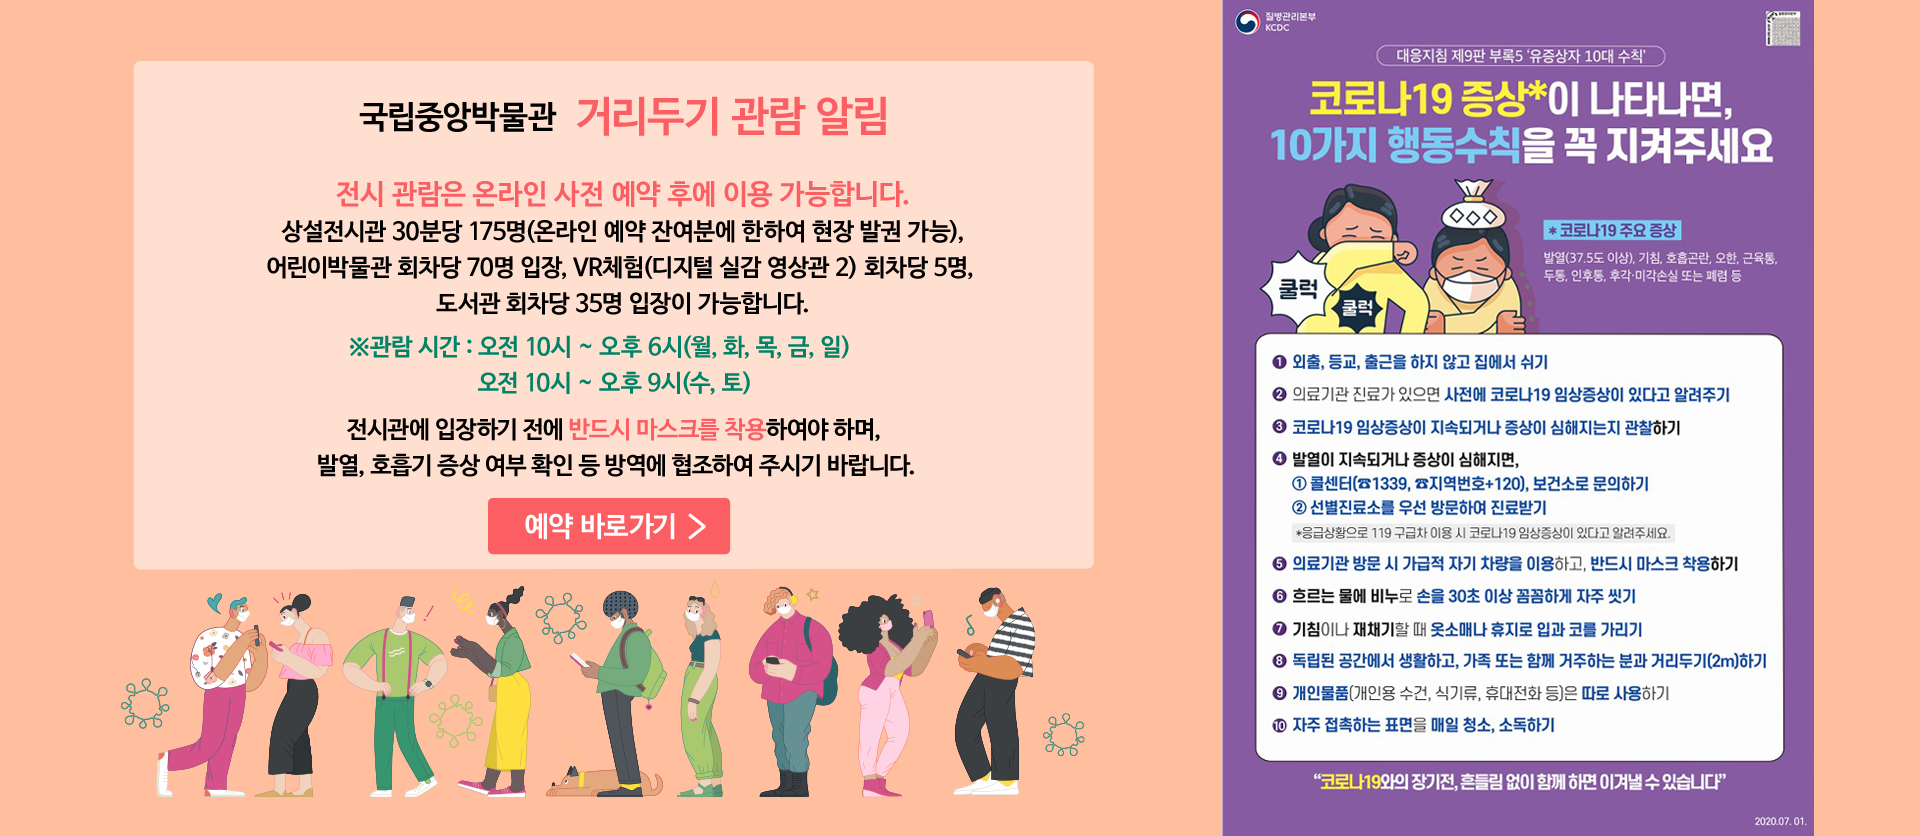 국립중앙박물관 거리두기 관람 알림
전시 관람은 온라인 사전 예약 후에 이용 가능합니다.
상설전시관 30분당 175명(온라인 예약 잔여분에 한하여 현장 발권 가능),
어린이박물관 회차당 70명 입장, VR체험(디지털 실감 영상관 2) 회차당 5명,
도서관 회차당 35명 입장이 가능합니다.
※관람 시간 : 오전 10시 ~ 오후 6시(월, 화, 목, 금, 일)
오전 10시 ~ 오후 9시(수, 토)
전시관에 입장하기 전에 반드시 마스크를 착용하여야 하며,
발열, 호흡기 증상 여부 확인 등 방역에 협조하여 주시기 바랍니다.
예약 바로가기 >
질병관리본부
KCDC
대응지침 제9판 부록5 '유증상자 10대 수칙'
코로나19 증상*이 나타나면,
10가지 행동수칙을 꼭 지켜주세요
* 코로나19 주요 증상
발열(37.5도 이상), 기침, 호흡곤란, 오한, 근육통,
두통, 인후통, 후각·미각손실 또는 폐렴 등
쿨럭
쿨럭
❶ 외출, 등교, 출근을 하지 않고 집에서 쉬기
❷ 의료기관 진료가 있으면 사전에 코로나19 임상증상이 있다고 알려주기
❸ 코로나19 임상증상이 지속되거나 증상이 심해지는지 관찰하기
❹ 발열이 지속되거나 증상이 심해지면,
① 콜센터(☎1339, ☎지역번호+120), 보건소로 문의하기
② 선별진료소를 우선 방문하여 진료받기
*응급상황으로 119 구급차 이용 시 코로나19 임상증상이 있다고 알려주세요.
❺ 의료기관 방문 시 가급적 자기 차량을 이용하고, 반드시 마스크 착용하기
❻ 흐르는 물에 비누로 손을 30초 이상 꼼꼼하게 자주 씻기
❼ 기침이나 재채기할 때 옷소매나 휴지로 입과 코를 가리기
❽ 독립된 공간에서 생활하고, 가족 또는 함께 거주하는 분과 거리두기(2m)하기
❾ 개인물품(개인용 수건, 식기류, 휴대전화 등)은 따로 사용하기
❿ 자주 접촉하는 표면을 매일 청소, 소독하기
“코로나19와의 장기전, 흔들림 없이 함께 하면 이겨낼 수 있습니다”
2020.07. 01.